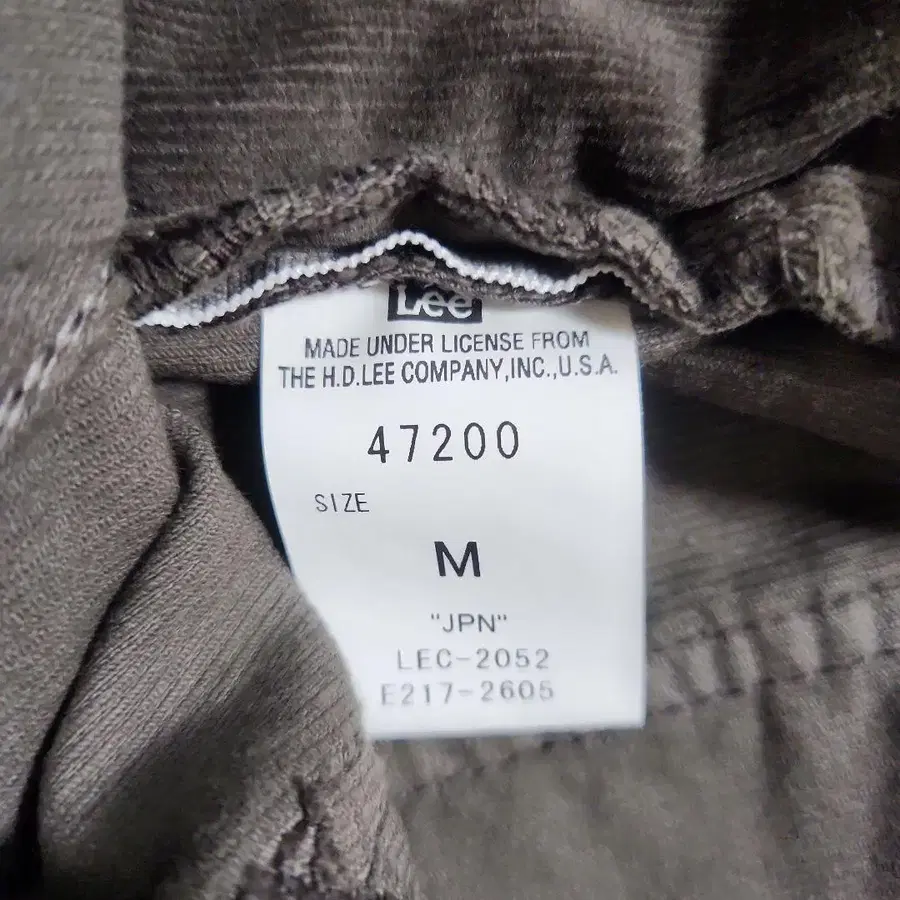 Lee
MADE UNDER LICENSE FROM
THE H.D.LEE COMPANY,INC.,U.S.A.
47200
SIZE
M
"JPN"
LEC-2052
E217-2605